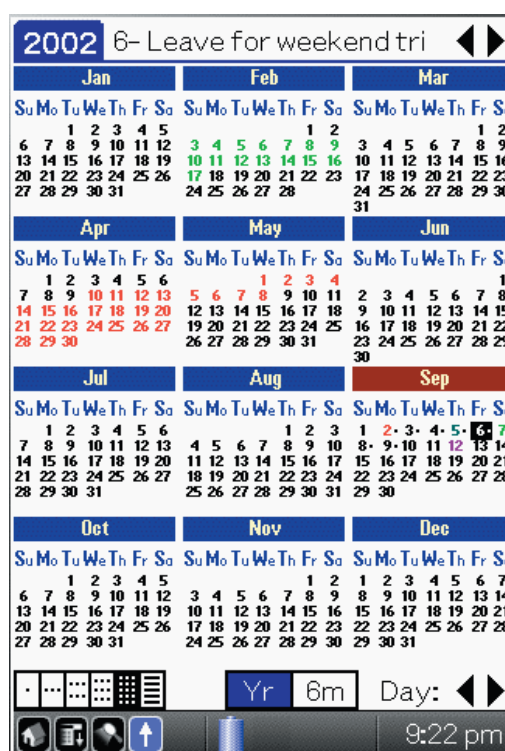 2002 6- Leave for weekend tri
Jan
Su Mo Tu We Th Fr Sa
1 2 3 4 5
6 7 8 9 10 11 12
13 14 15 16 17 18 19
20 21 22 23 24 25 26
27 28 29 30 31
Feb
Su Mo Tu We Th Fr Sa
1 2
3 4 5 6 7 8 9
10 11 12 13 14 15 16
17 18 19 20 21 22 23
24 25 26 27 28
Mar
Su Mo Tu We Th Fr S
1 2
3 4 5 6 7 8 9
10 11 12 13 14 15 16
17 18 19 20 21 22 23
24 25 26 27 28 29 30
31
Apr
Su Mo Tu We Th Fr Sa
1 2 3 4 5 6
7 8 9 10 11 12 13
14 15 16 17 18 19 20
21 22 23 24 25 26 27
28 29 30
May
Su Mo Tu We Th Fr Sa
1 2 3 4
5 6 7 8 9 10 11
12 13 14 15 16 17 18
19 20 21 22 23 24 25
26 27 28 29 30 31
Jun
Su Mo Tu We Th Fr S
1
2 3 4 5 6 7 8
9 10 11 12 13 14 15
16 17 18 19 20 21 22
23 24 25 26 27 28 29
30
Jul
Su Mo Tu We Th Fr Sa
1 2 3 4 5 6
7 8 9 10 11 12 13
14 15 16 17 18 19 20
21 22 23 24 25 26 27
28 29 30 31
Aug
Su Mo Tu We Th Fr Sa
1 2 3
4 5 6 7 8 9 10
11 12 13 14 15 16 17
18 19 20 21 22 23 24
25 26 27 28 29 30 31
Sep
Su Mo Tu We Th Fr S
1 2· 3· 4· 5· 6· 7
8· 9· 10 11 12 13 14
15 16 17 18 19 20 21
22 23 24 25 26 27 28
29 30
Oct
Su Mo Tu We Th Fr Sa
1 2 3 4 5
6 7 8 9 10 11 12
13 14 15 16 17 18 19
20 21 22 23 24 25 26
27 28 29 30 31
Nov
Su Mo Tu We Th Fr Sa
1 2
3 4 5 6 7 8 9
10 11 12 13 14 15 16
17 18 19 20 21 22 23
24 25 26 27 28 29 30
Dec
Su Mo Tu We Th Fr S
1 2 3 4 5 6 7
8 9 10 11 12 13 14
15 16 17 18 19 20 21
22 23 24 25 26 27 28
29 30 31
Yr 6m Day:
9:22 pm